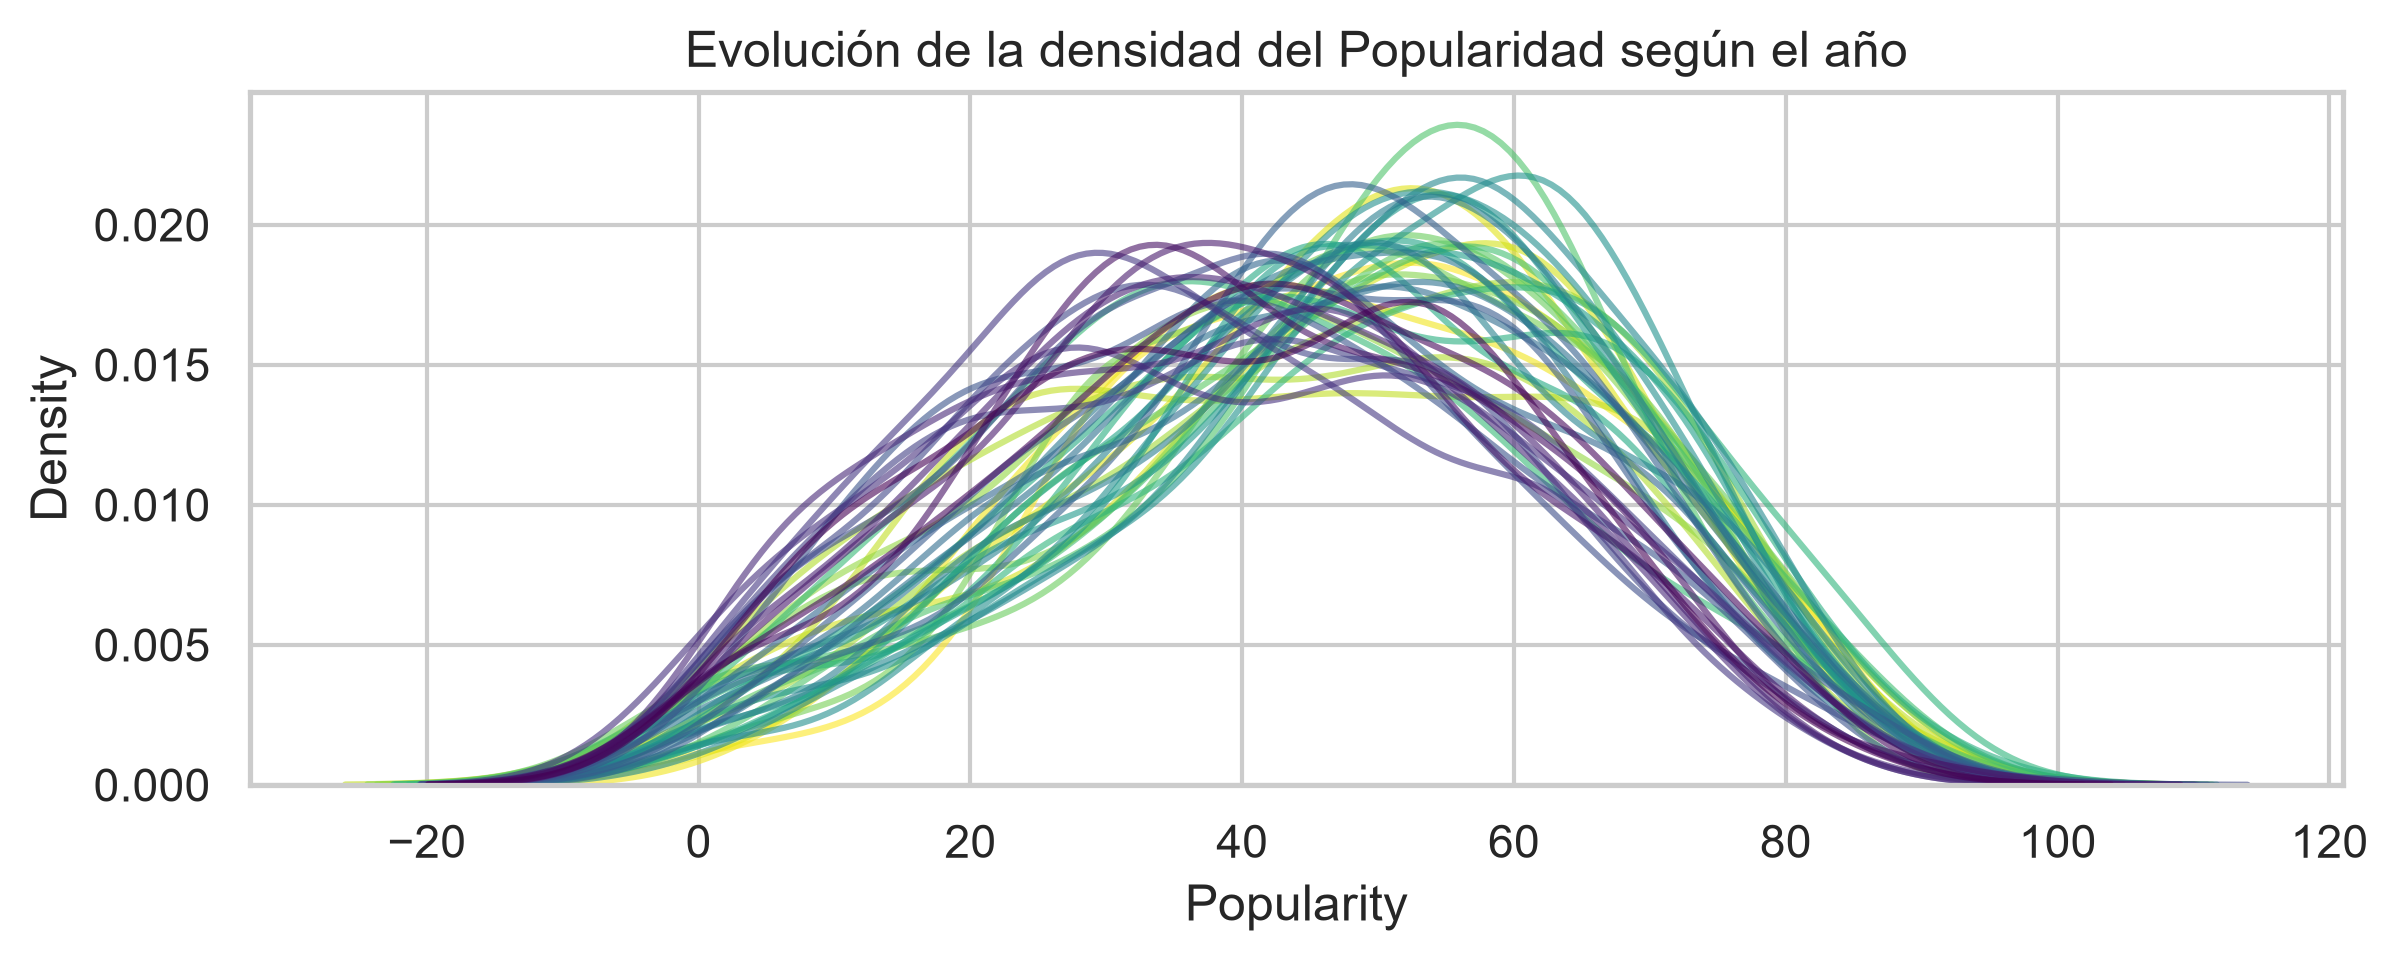 Evolución de la densidad del Popularidad según el año
Density
0.020
0.015
0.010
0.005
0.000
−20 0 20 40 60 80 100 120
Popularity